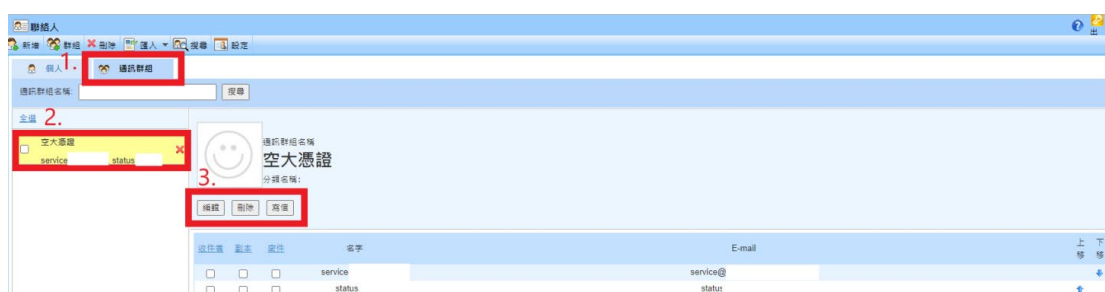 聯絡人
出
新增 群組 刪除 匯入 搜尋 設定
1.
個人 通訊群組
通訊群組名稱: 搜尋
全選 2.
空大憑證
service status
通訊群組名稱
空大憑證
3. 分類名稱:
編輯 刪除 寫信
收件者 副本 密件 名字 E-mail 上移 下移
service service@
status status